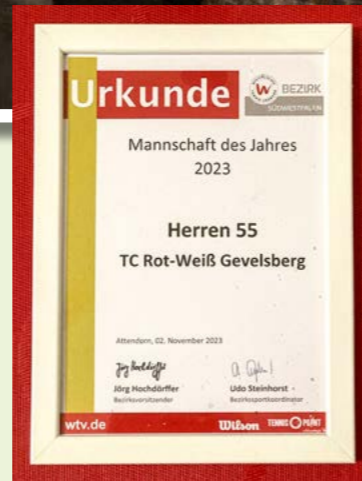 Urkunde
W BEZIRK
SÜDWESTFALEN
Mannschaft des Jahres
2023
Herren 55
TC Rot-Weiß Gevelsberg
Attendorn, 02. November 2023
Jörg Hochdörffer
Bezirksvorsitzender
Udo Steinhorst
Bezirkssportkoordinator
wtv.de
Wilson
TENNIS POINT